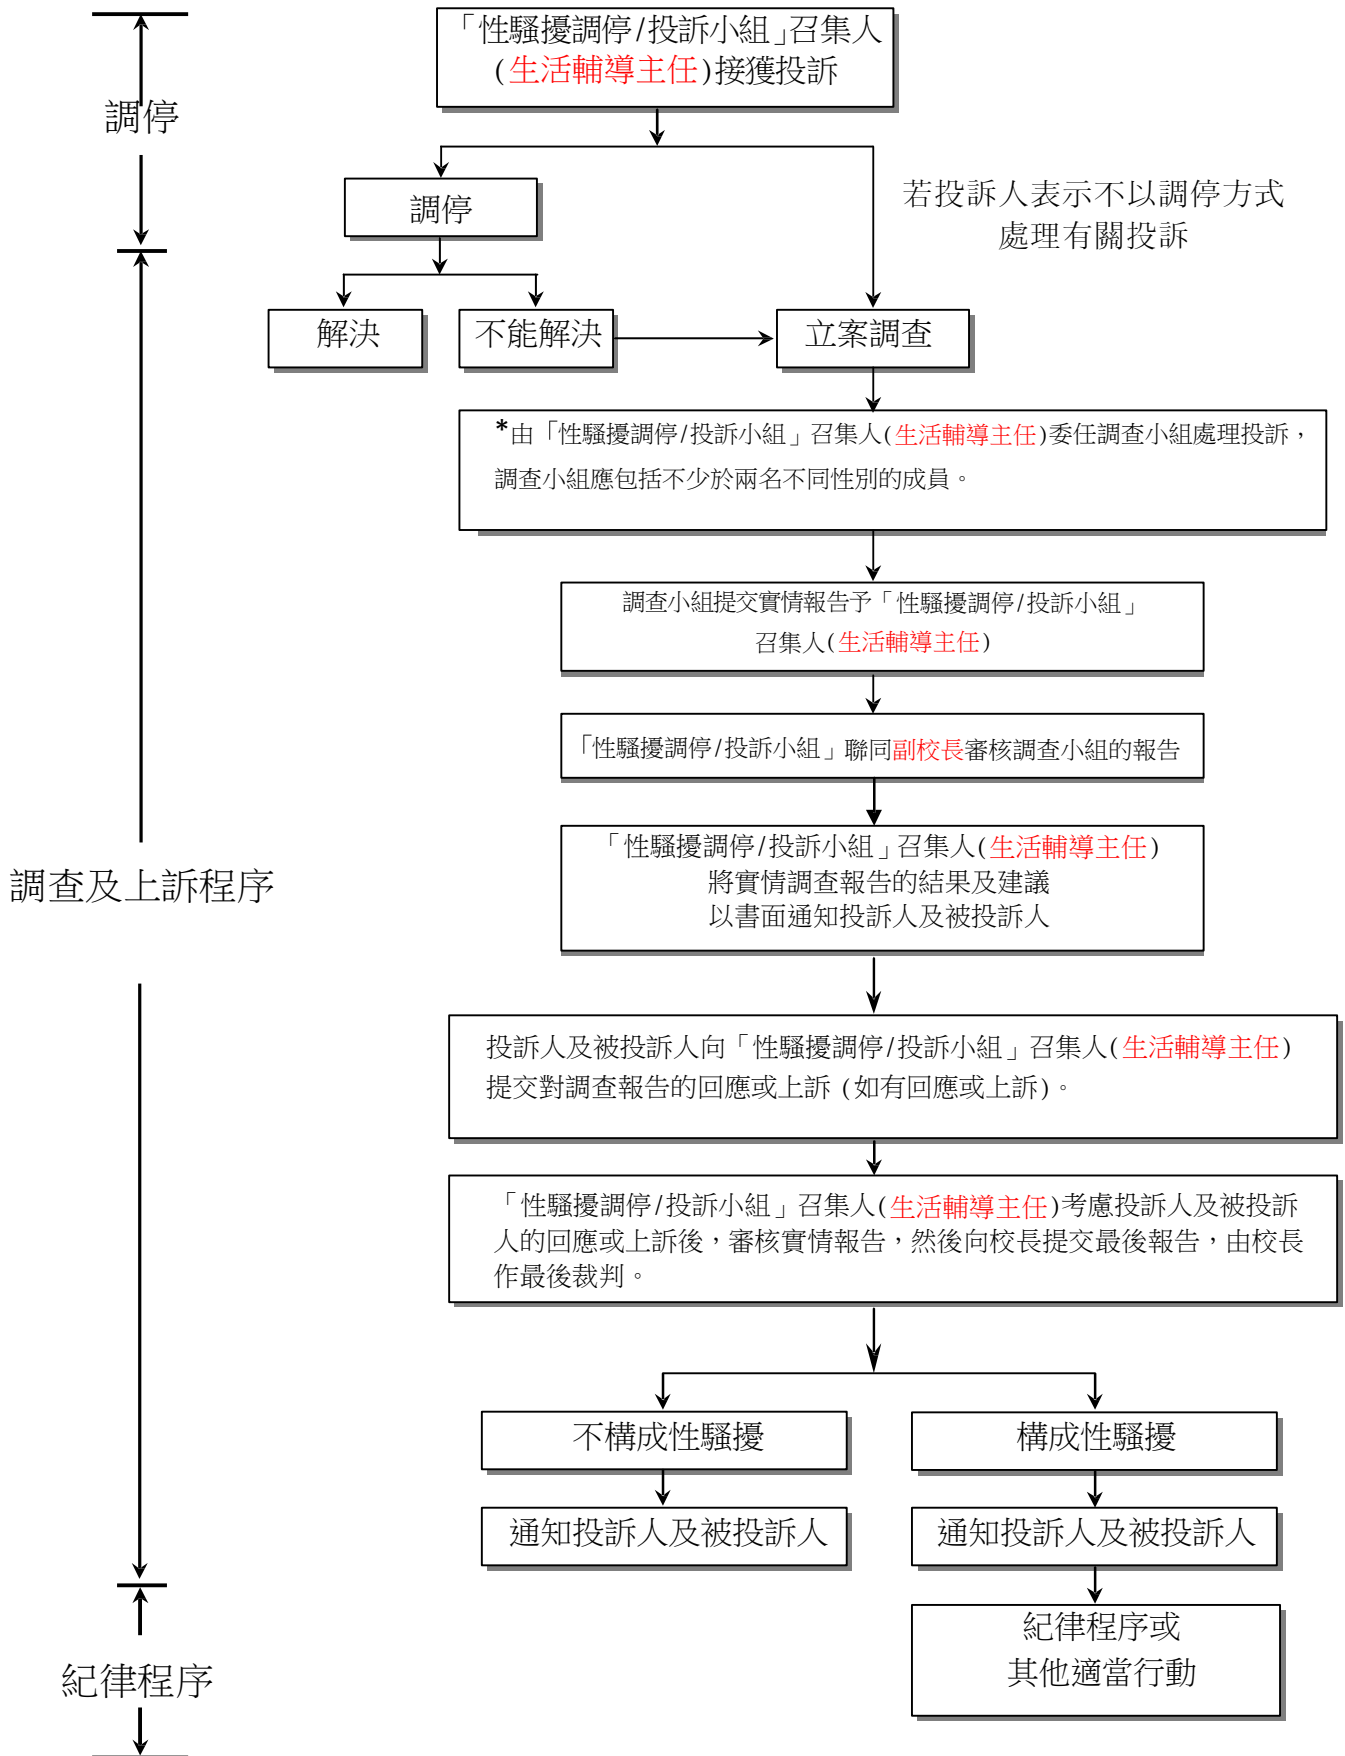 「性騷擾調停/投訴小組」召集人
(生活輔導主任)接獲投訴
調停
調停
若投訴人表示不以調停方式
處理有關投訴
解決
不能解決
立案調查
*由「性騷擾調停/投訴小組」召集人(生活輔導主任)委任調查小組處理投訴，
調查小組應包括不少於兩名不同性別的成員。
調查小組提交實情報告予「性騷擾調停/投訴小組」
召集人(生活輔導主任)
「性騷擾調停/投訴小組」聯同副校長審核調查小組的報告
「性騷擾調停/投訴小組」召集人(生活輔導主任)
將實情調查報告的結果及建議
以書面通知投訴人及被投訴人
調查及上訴程序
投訴人及被投訴人向「性騷擾調停/投訴小組」召集人(生活輔導主任)
提交對調查報告的回應或上訴 (如有回應或上訴)。
「性騷擾調停/投訴小組」召集人(生活輔導主任)考慮投訴人及被投訴
人的回應或上訴後，審核實情報告，然後向校長提交最後報告，由校長
作最後裁判。
不構成性騷擾
構成性騷擾
通知投訴人及被投訴人
通知投訴人及被投訴人
紀律程序或
其他適當行動
紀律程序